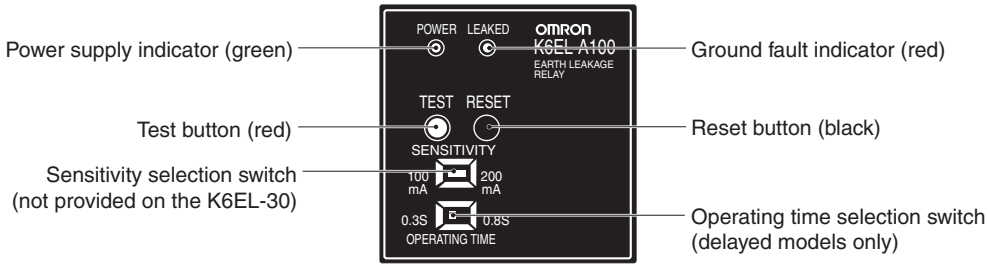 POWER LEAKED OMRON
Power supply indicator (green)
K6EL-A100
Ground fault indicator (red)
EARTH LEAKAGE
RELAY
TEST RESET
Test button (red)
Reset button (black)
SENSITIVITY
Sensitivity selection switch
(not provided on the K6EL-30)
100
mA
200
mA
0.3S
0.8S
OPERATING TIME
Operating time selection switch
(delayed models only)